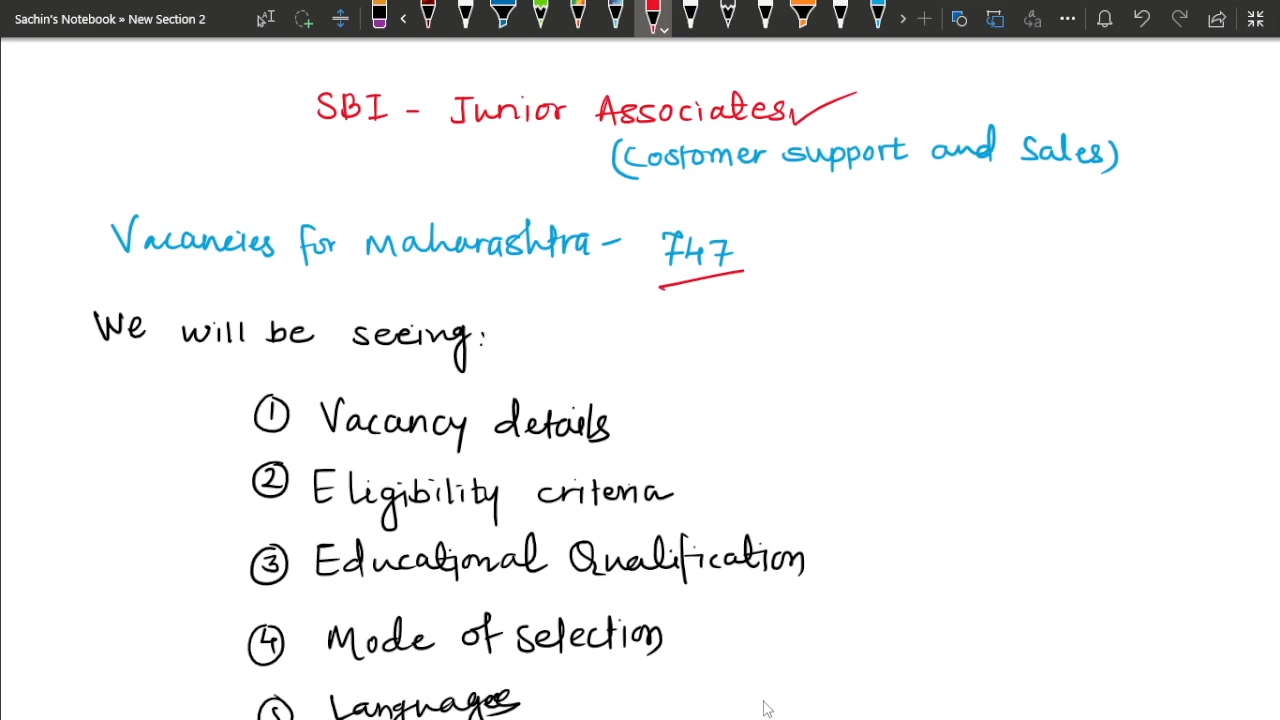 Sachin's Notebook » New Section 2
SBI - Junior Associates
(Costomer support and Sales)
Vacancies for Maharashtra - 747
We will be seeing:
① Vacancy details
② Eligibility criteria
③ Educational Qualification
④ Mode of selection
⑤ Languages